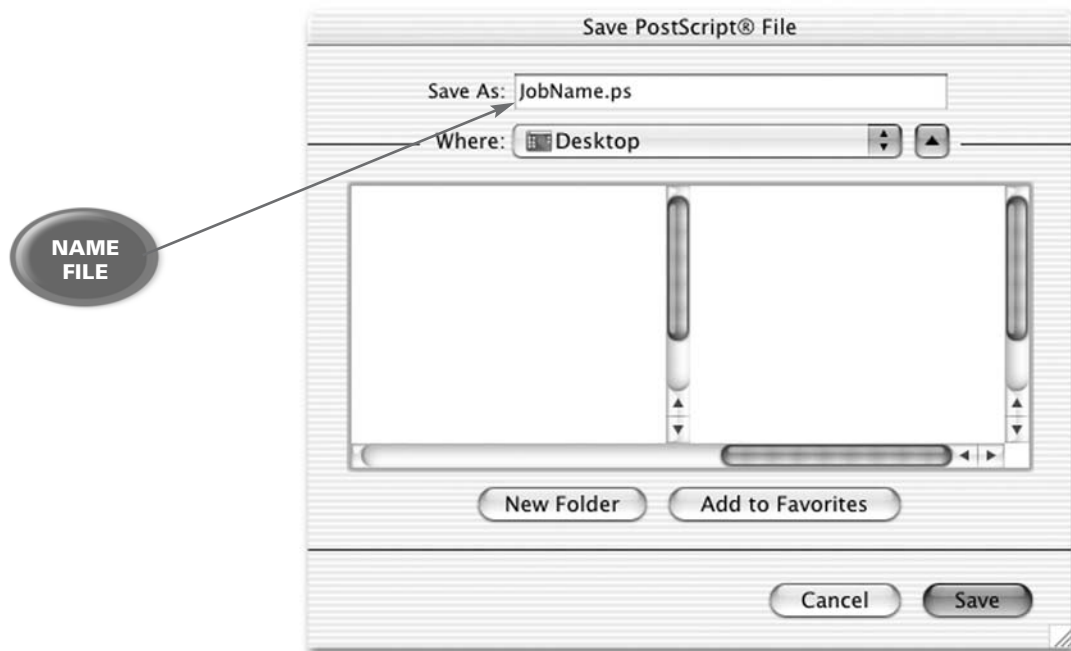 Save PostScript® File
Save As: JobName.ps
Where: Desktop
NAME
FILE
New Folder Add to Favorites
Cancel Save